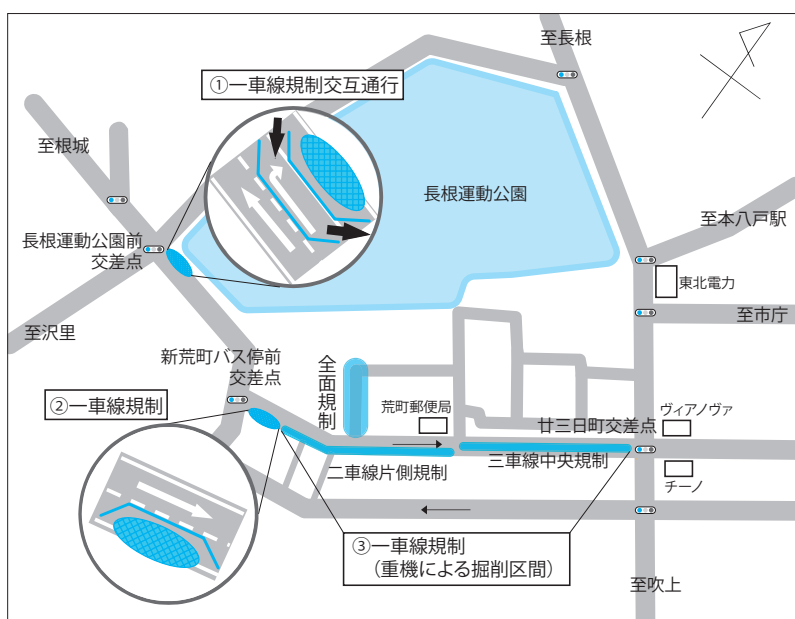 至長根
①一車線規制交互通行
至根城
長根運動公園
至本八戸駅
長根運動公園前
交差点
東北電力
至沢里
至市庁
新荒町バス停前
交差点
全面規制
②一車線規制
荒町郵便局
廿三日町交差点
ヴィアノヴァ
二車線片側規制
三車線中央規制
チーノ
③一車線規制
（重機による掘削区間）
至吹上